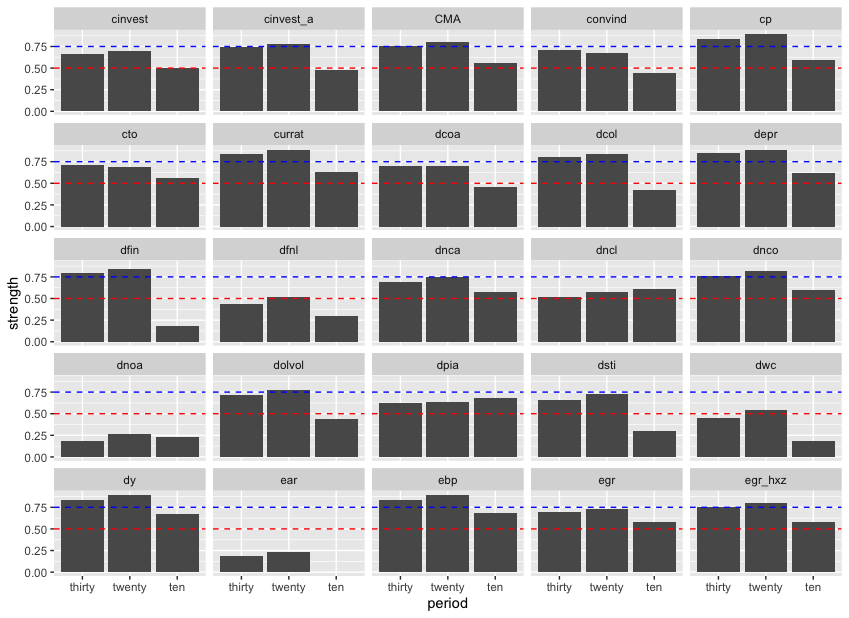 cinvest cinvest_a CMA convind cp
0.75
0.50
0.25
0.00
cto currat dcoa dcol depr
0.75
0.50
0.25
0.00
dfin dfnl dnca dncl dnco
0.75
0.50
0.25
0.00
strength
dnoa dolvol dpia dsti dwc
0.75
0.50
0.25
0.00
dy ear ebp egr egr_hxz
0.75
0.50
0.25
0.00
thirty twenty ten thirty twenty ten thirty twenty ten thirty twenty ten thirty twenty ten
period